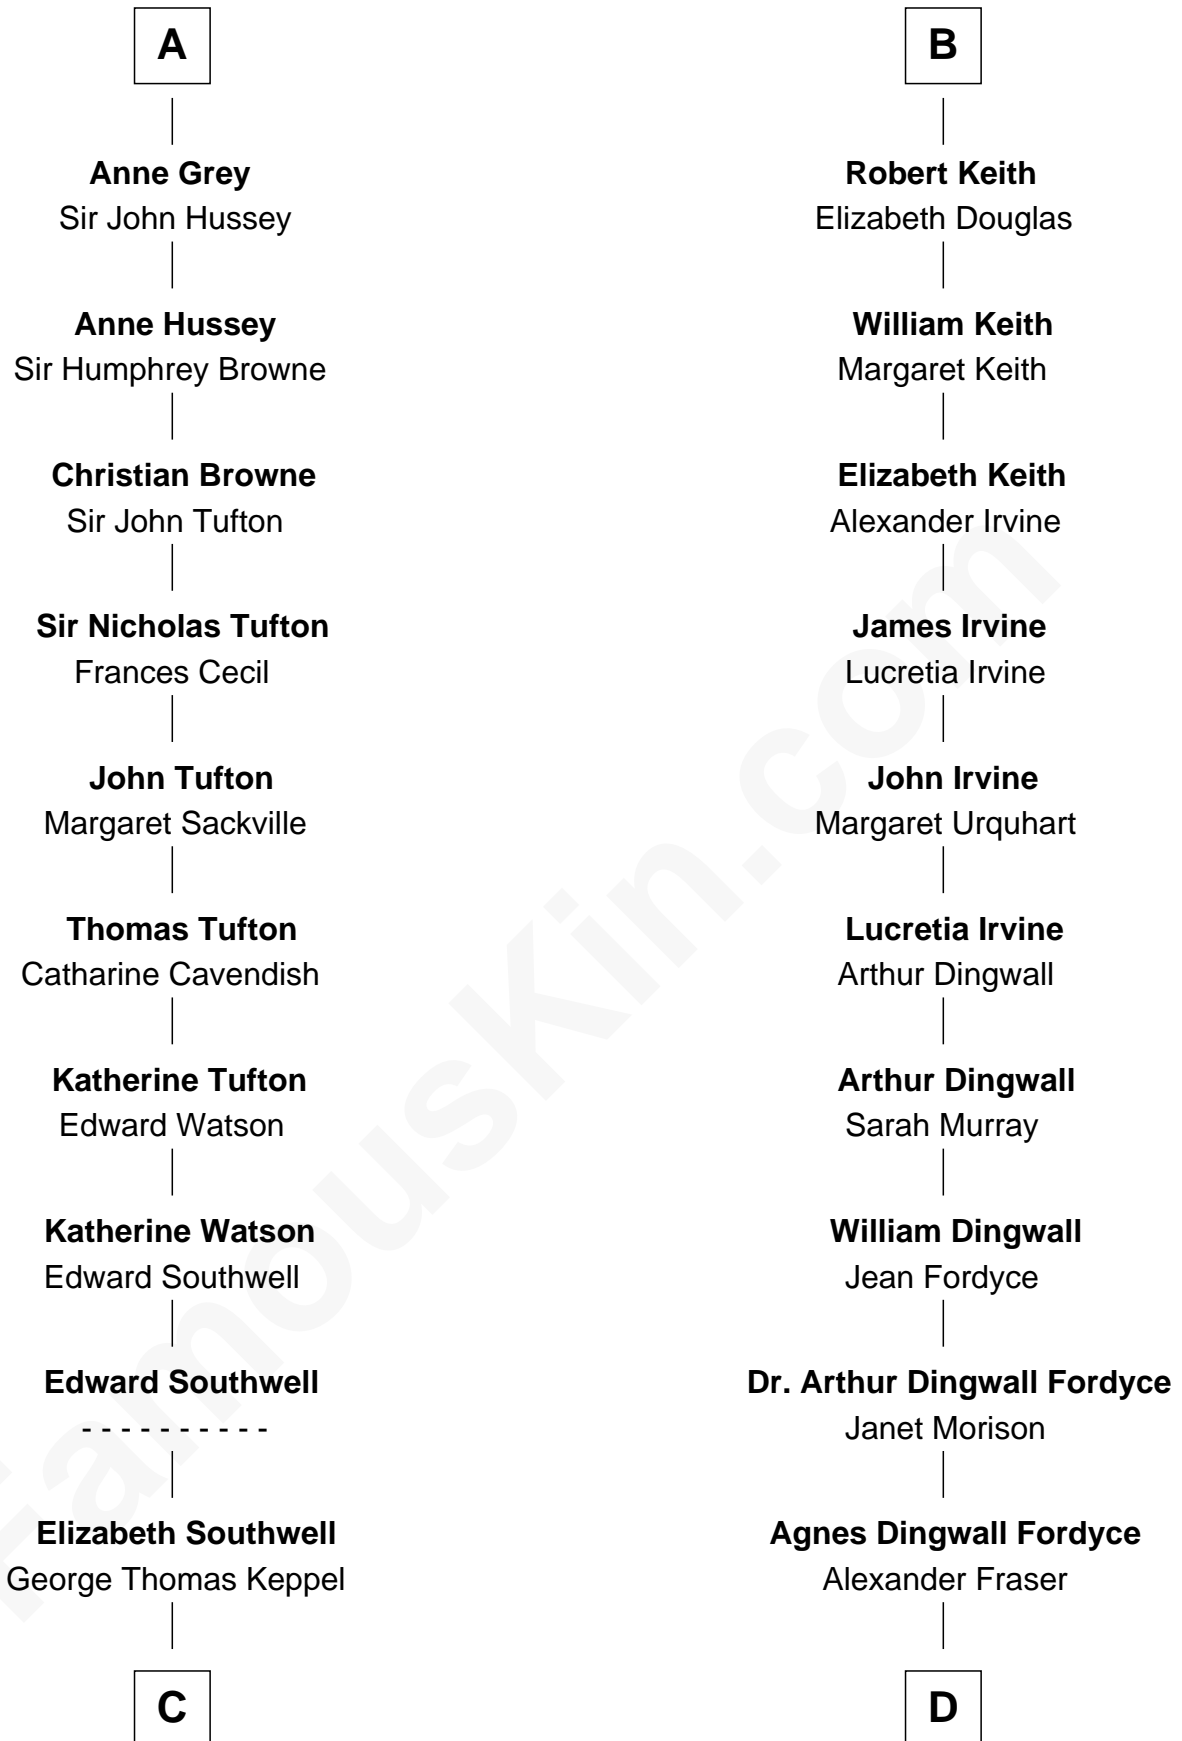 A
Anne Grey
Sir John Hussey
Anne Hussey
Sir Humphrey Browne
Christian Browne
Sir John Tufton
Sir Nicholas Tufton
Frances Cecil
John Tufton
Margaret Sackville
Thomas Tufton
Catharine Cavendish
Katherine Tufton
Edward Watson
Katherine Watson
Edward Southwell
Edward Southwell
- - - - - - - - - -
Elizabeth Southwell
George Thomas Keppel
C
B
Robert Keith
Elizabeth Douglas
William Keith
Margaret Keith
Elizabeth Keith
Alexander Irvine
James Irvine
Lucretia Irvine
John Irvine
Margaret Urquhart
Lucretia Irvine
Arthur Dingwall
Arthur Dingwall
Sarah Murray
William Dingwall
Jean Fordyce
Dr. Arthur Dingwall Fordyce
Janet Morison
Agnes Dingwall Fordyce
Alexander Fraser
D
FamousKin.com